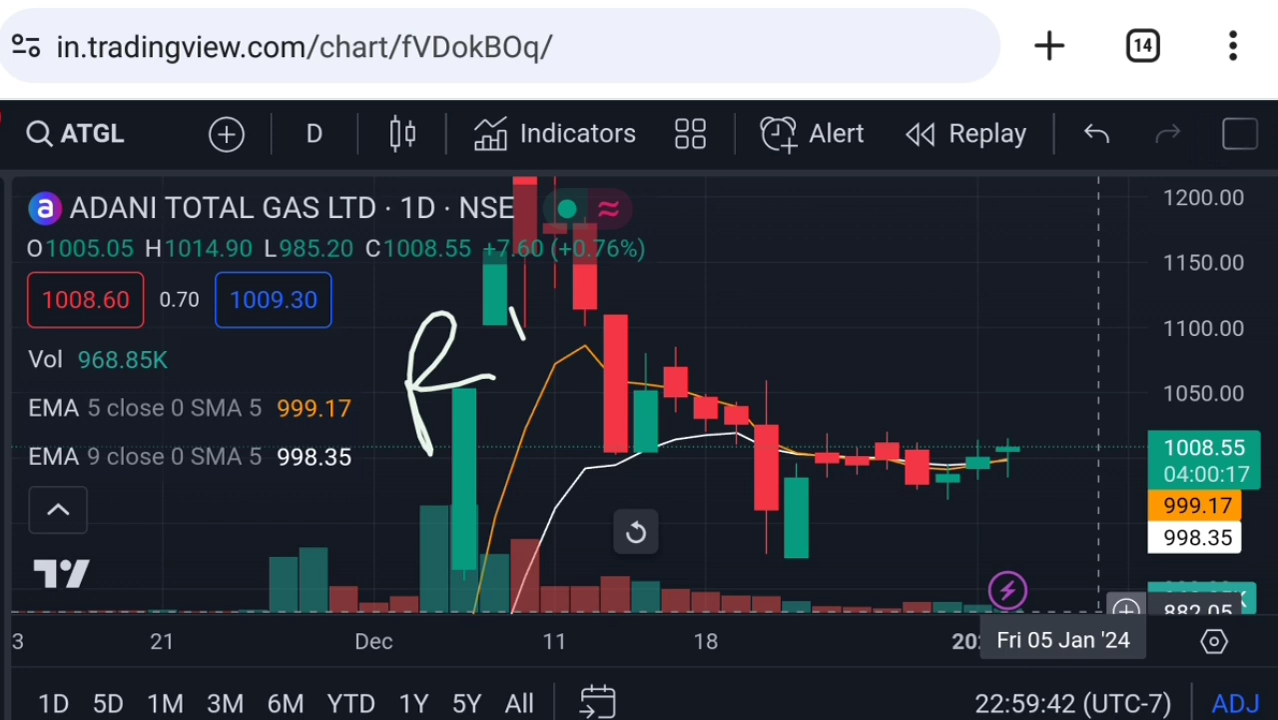 in.tradingview.com/chart/fVDokBOq/ 14
ATGL D Indicators Alert Replay
a ADANI TOTAL GAS LTD · 1D · NSE
O1005.05 H1014.90 L985.20 C1008.55 +7.60 (+0.76%)
1008.60 0.70 1009.30
Vol 968.85K
EMA 5 close 0 SMA 5 999.17
EMA 9 close 0 SMA 5 998.35
1200.00
1150.00
1100.00
1050.00
1008.55
04:00:17
999.17
998.35
882.05
3 21 Dec 11 18 Fri 05 Jan '24
1D 5D 1M 3M 6M YTD 1Y 5Y All 22:59:42 (UTC-7) ADJ